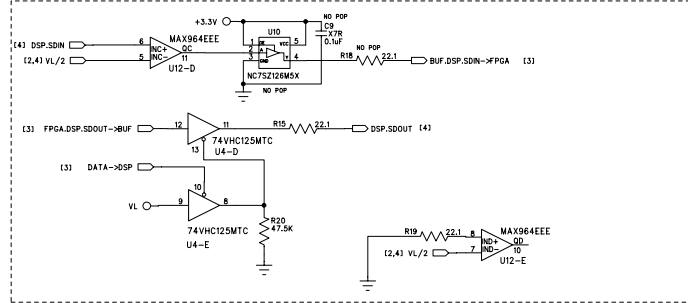 NO POP
+3.3V
U10
C9
X7R
0.1uF
1 OE VCC 5
2 A
3 GND Y 4
NC7SZ126M5X
NO POP
[4] DSP.SDIN 6 INC+ QC
MAX964EEE
[2,4] VL/2 5 INC- 11
U12-D
NO POP
R18 22.1
BUF.DSP.SDIN->FPGA [3]
[3] FPGA.DSP.SDOUT->BUF 12 11
R15 22.1
DSP.SDOUT [4]
74VHC125MTC
13
U4-D
[3] DATA->DSP
10
VL 9 8
74VHC125MTC
U4-E
R20
47.5K
R19 22.1
MAX964EEE
8 IND+ QD
[2,4] VL/2 7 IND- 10
U12-E